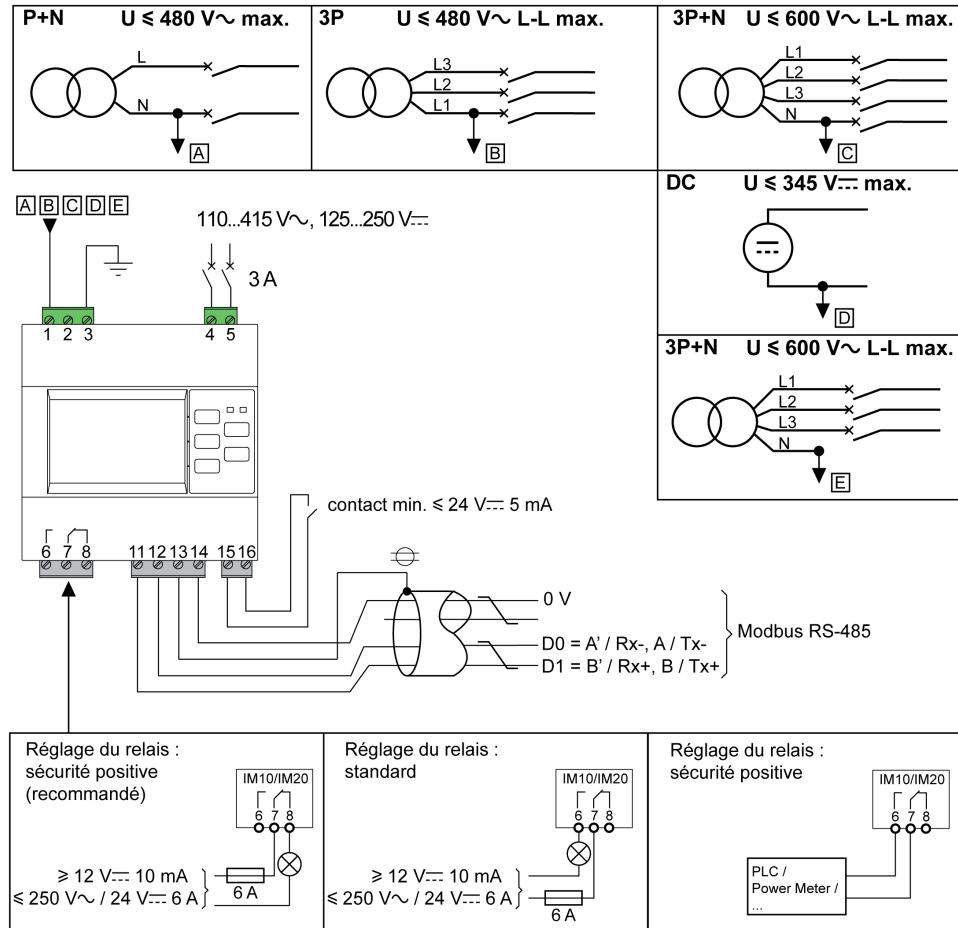 P+N U ≤ 480 V∼ max.
L
N
A
3P U ≤ 480 V∼ L-L max.
L3
L2
L1
B
3P+N U ≤ 600 V∼ L-L max.
L1
L2
L3
N
C
DC U ≤ 345 V⎓ max.
D
3P+N U ≤ 600 V∼ L-L max.
L1
L2
L3
N
E
A B C D E
110...415 V∼, 125...250 V⎓
3 A
1 2 3
4 5
contact min. ≤ 24 V⎓ 5 mA
6 7 8
11 12 13 14
15 16
0 V
D0 = A' / Rx-, A / Tx-
D1 = B' / Rx+, B / Tx+
Modbus RS-485
Réglage du relais :
sécurité positive
(recommandé)
IM10/IM20
6 7 8
≥ 12 V⎓ 10 mA
≤ 250 V∼ / 24 V⎓ 6 A
6 A
Réglage du relais :
standard
IM10/IM20
6 7 8
≥ 12 V⎓ 10 mA
≤ 250 V∼ / 24 V⎓ 6 A
6 A
Réglage du relais :
sécurité positive
IM10/IM20
6 7 8
PLC /
Power Meter /
...